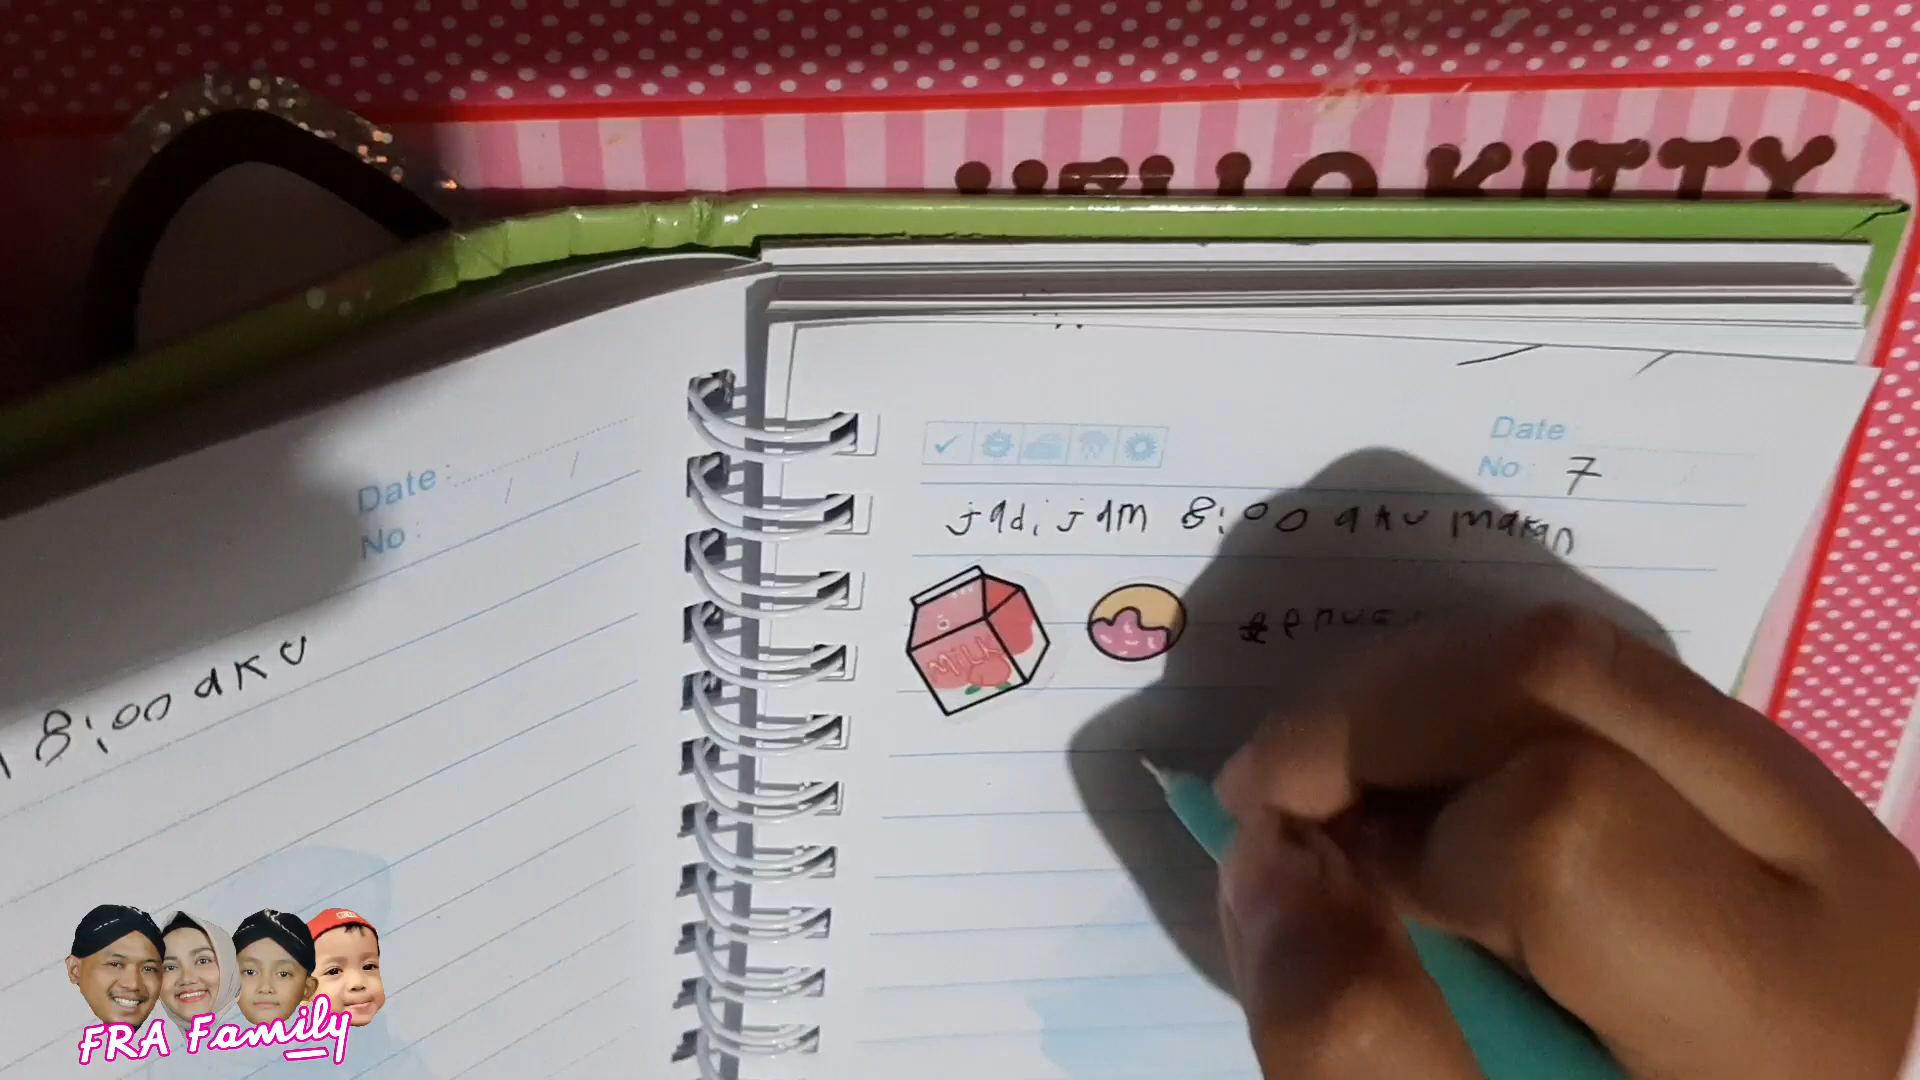 HELLO KITTY
Date :
No :
8:00 aku
Date
No 7
jadi jam 8:00 aku makan
MILK
FRA Family